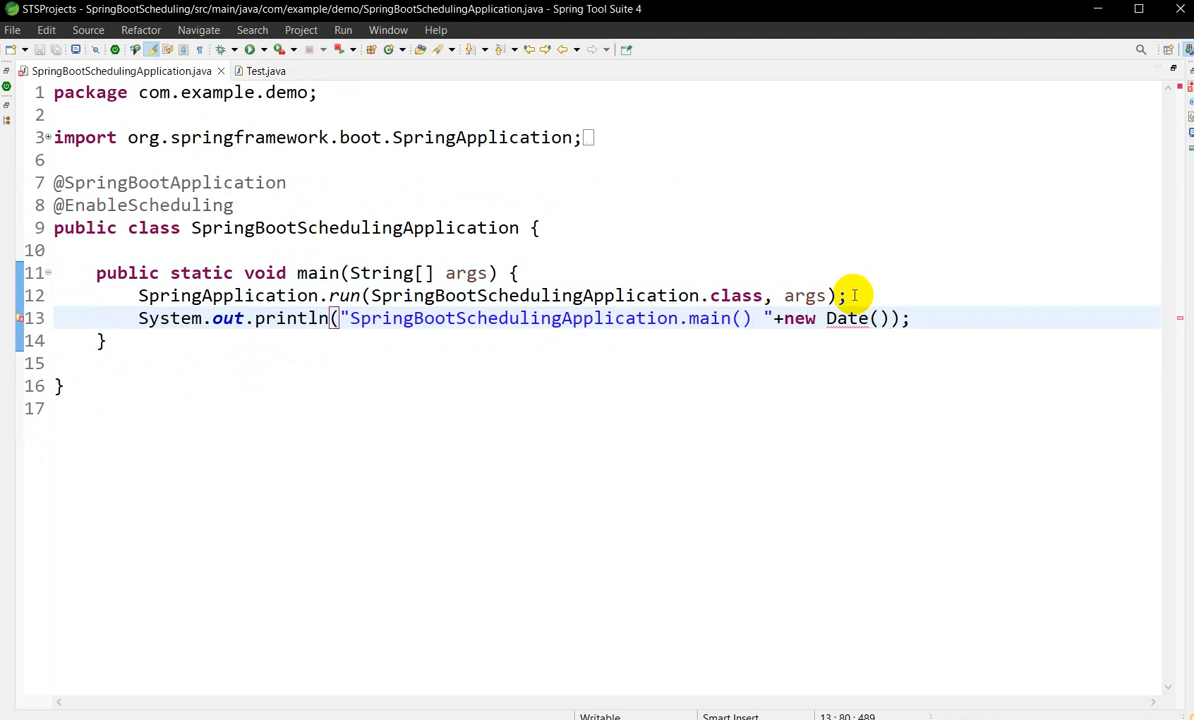 STSProjects - SpringBootScheduling/src/main/java/com/example/demo/SpringBootSchedulingApplication.java - Spring Tool Suite 4
File Edit Source Refactor Navigate Search Project Run Window Help
SpringBootSchedulingApplication.java Test.java
1 package com.example.demo;
2
3 import org.springframework.boot.SpringApplication;
6
7 @SpringBootApplication
8 @EnableScheduling
9 public class SpringBootSchedulingApplication {
10
11 public static void main(String[] args) {
12 SpringApplication.run(SpringBootSchedulingApplication.class, args);
13 System.out.println("SpringBootSchedulingApplication.main() "+new Date());
14 }
15
16 }
17
Writable Smart Insert 13 : 80 : 489